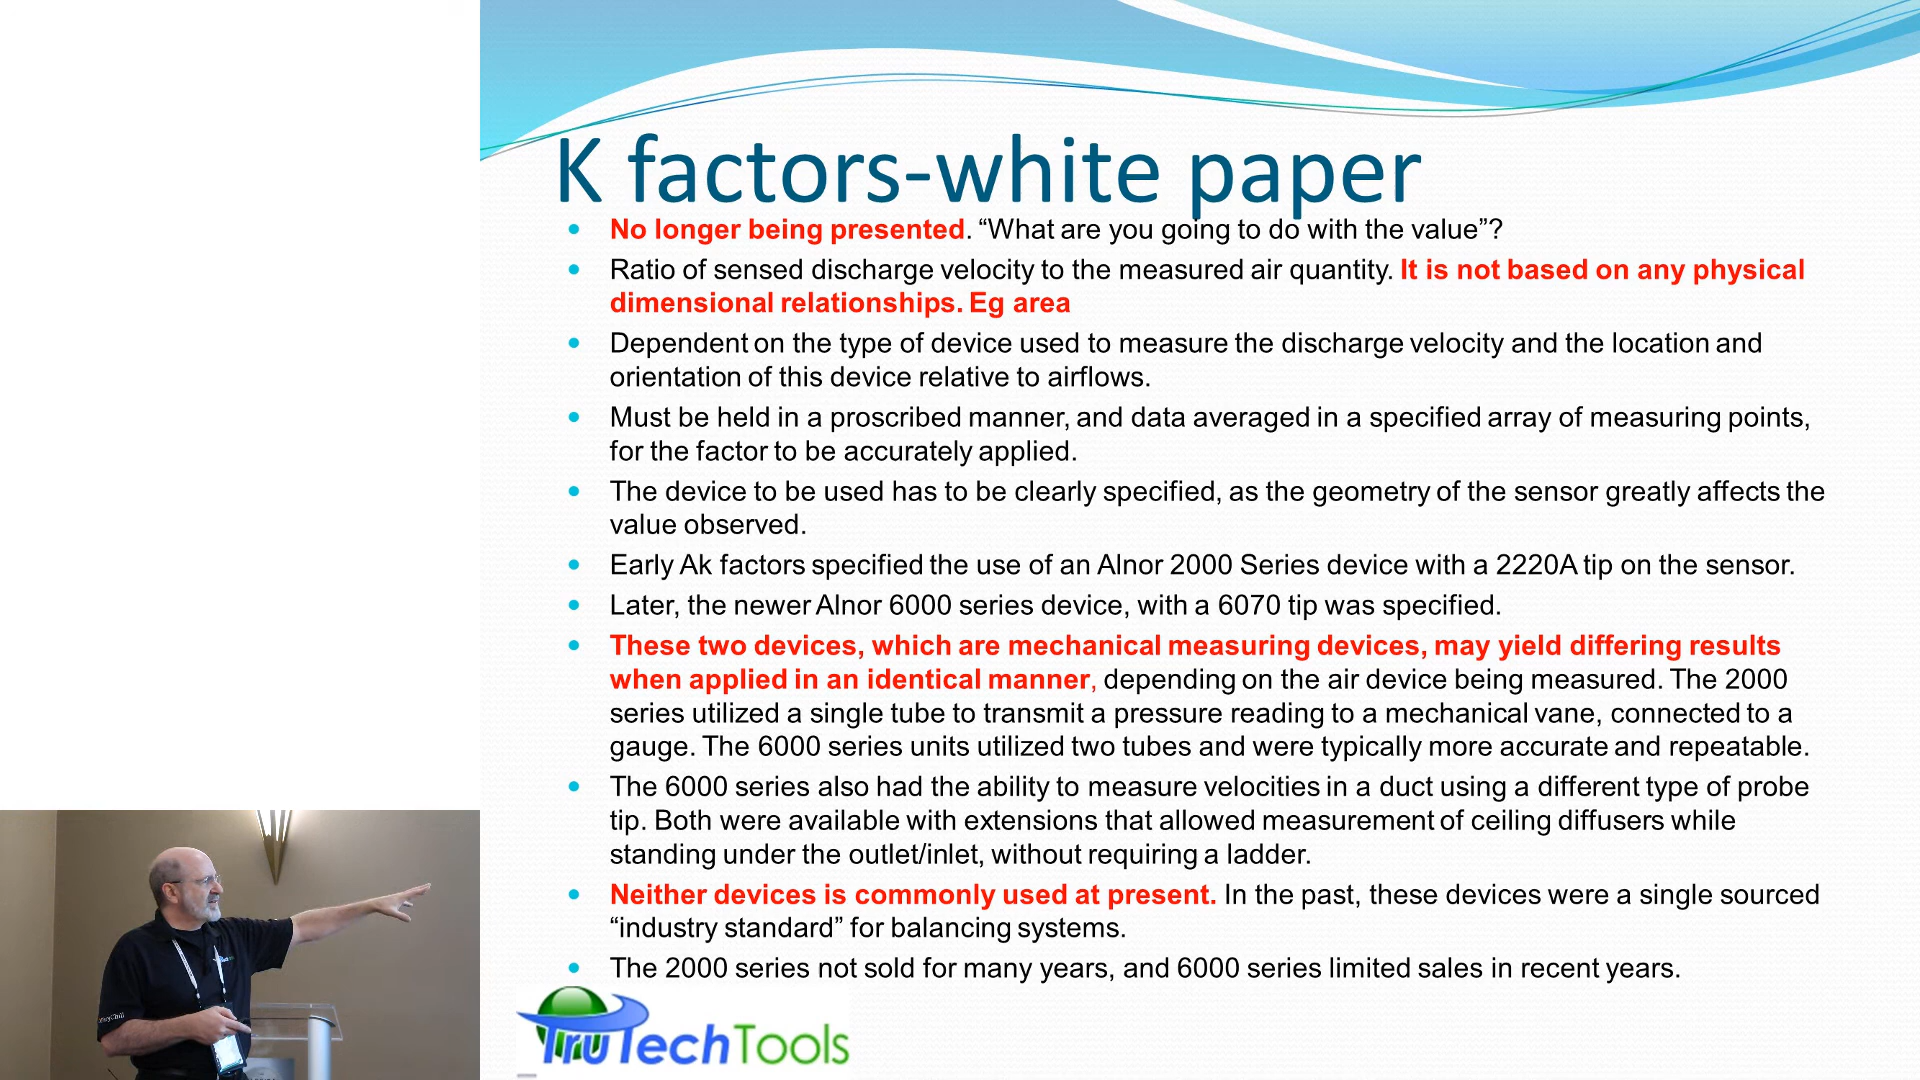 K factors-white paper
• No longer being presented. “What are you going to do with the value”?
• Ratio of sensed discharge velocity to the measured air quantity. It is not based on any physical
dimensional relationships. Eg area
• Dependent on the type of device used to measure the discharge velocity and the location and
orientation of this device relative to airflows.
• Must be held in a proscribed manner, and data averaged in a specified array of measuring points,
for the factor to be accurately applied.
• The device to be used has to be clearly specified, as the geometry of the sensor greatly affects the
value observed.
• Early Ak factors specified the use of an Alnor 2000 Series device with a 2220A tip on the sensor.
• Later, the newer Alnor 6000 series device, with a 6070 tip was specified.
• These two devices, which are mechanical measuring devices, may yield differing results
when applied in an identical manner, depending on the air device being measured. The 2000
series utilized a single tube to transmit a pressure reading to a mechanical vane, connected to a
gauge. The 6000 series units utilized two tubes and were typically more accurate and repeatable.
• The 6000 series also had the ability to measure velocities in a duct using a different type of probe
tip. Both were available with extensions that allowed measurement of ceiling diffusers while
standing under the outlet/inlet, without requiring a ladder.
• Neither devices is commonly used at present. In the past, these devices were a single sourced
“industry standard” for balancing systems.
• The 2000 series not sold for many years, and 6000 series limited sales in recent years.
TruTechTools